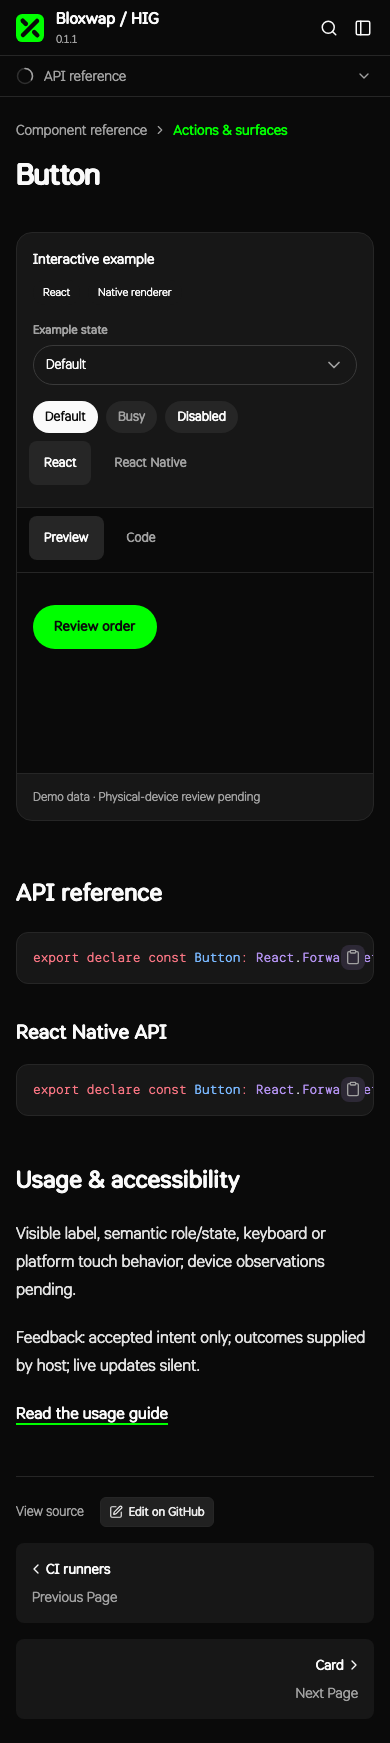 Bloxwap / HIG
0.1.1
API reference
Component reference > Actions & surfaces
Button
Interactive example
React Native renderer
Example state
Default
Default Busy Disabled
React React Native
Preview Code
Review order
Demo data · Physical-device review pending
API reference
export declare const Button: React.Forwa
React Native API
export declare const Button: React.Forwa
Usage & accessibility
Visible label, semantic role/state, keyboard or
platform touch behavior; device observations
pending.
Feedback: accepted intent only; outcomes supplied
by host; live updates silent.
Read the usage guide
View source Edit on GitHub
CI runners
Previous Page
Card
Next Page